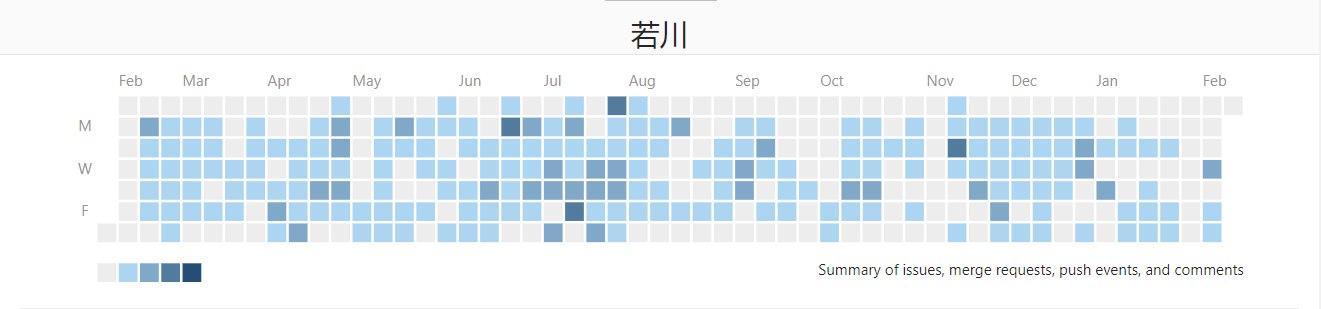 若川
Feb Mar Apr May Jun Jul Aug Sep Oct Nov Dec Jan Feb
M
W
F
Summary of issues, merge requests, push events, and comments